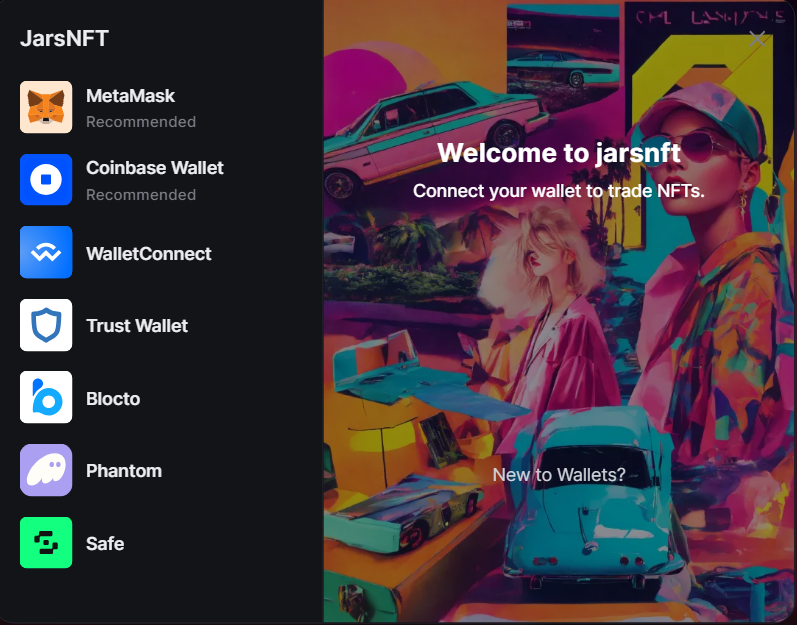 JarsNFT
MetaMask
Recommended
Coinbase Wallet
Recommended
WalletConnect
Trust Wallet
Blocto
Phantom
Safe
Welcome to jarsnft
Connect your wallet to trade NFTs.
New to Wallets?